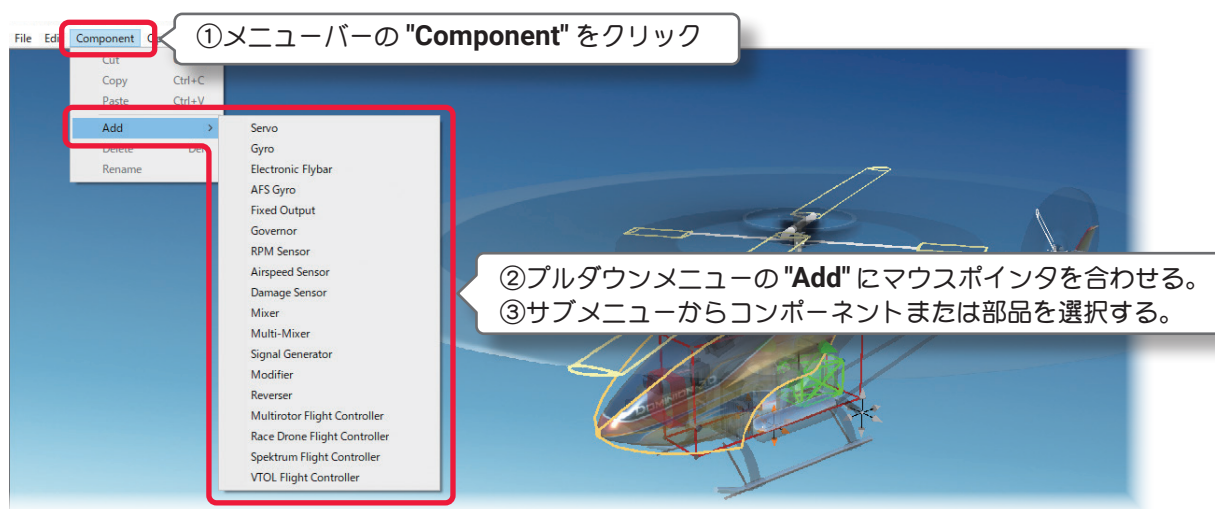 File Edi Component
①メニューバーの "Component" をクリック
Cut
Copy Ctrl+C
Paste Ctrl+V
Add >
Delete Del
Rename
Servo
Gyro
Electronic Flybar
AFS Gyro
Fixed Output
Governor
RPM Sensor
Airspeed Sensor
Damage Sensor
Mixer
Multi-Mixer
Signal Generator
Modifier
Reverser
Multirotor Flight Controller
Race Drone Flight Controller
Spektrum Flight Controller
VTOL Flight Controller
②プルダウンメニューの "Add" にマウスポインタを合わせる。
③サブメニューからコンポーネントまたは部品を選択する。
DOMINION